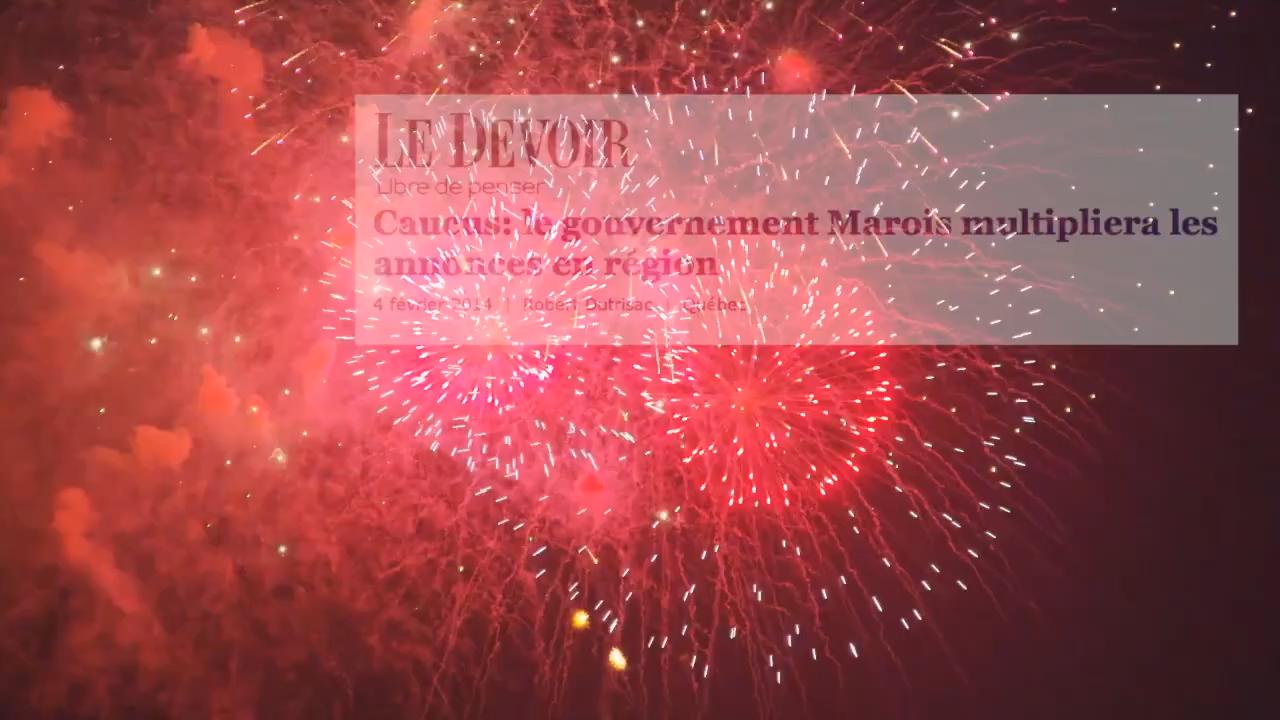 LE DEVOIR
Libre de penser
Caucus: le gouvernement Marois multipliera les
annonces en région
4 février 2014 | Robert Dutrisac | Québec